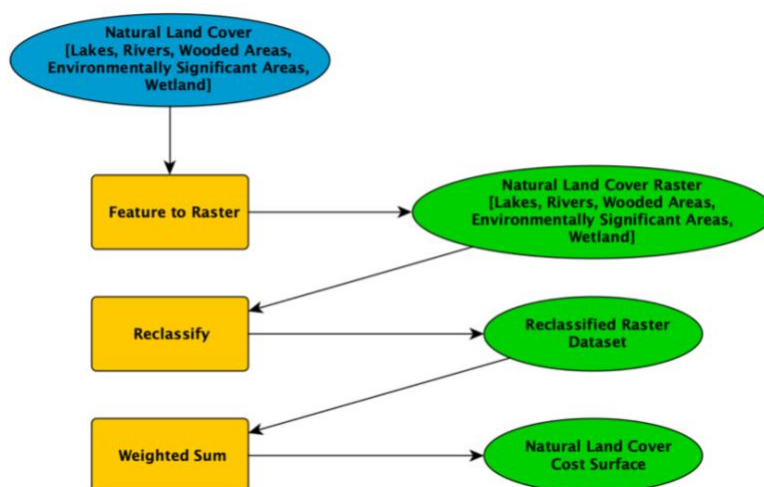 Natural Land Cover
[Lakes, Rivers, Wooded Areas,
Environmentally Significant Areas,
Wetland]
Feature to Raster
Natural Land Cover Raster
[Lakes, Rivers, Wooded Areas,
Environmentally Significant Areas,
Wetland]
Reclassify
Reclassified Raster
Dataset
Weighted Sum
Natural Land Cover
Cost Surface